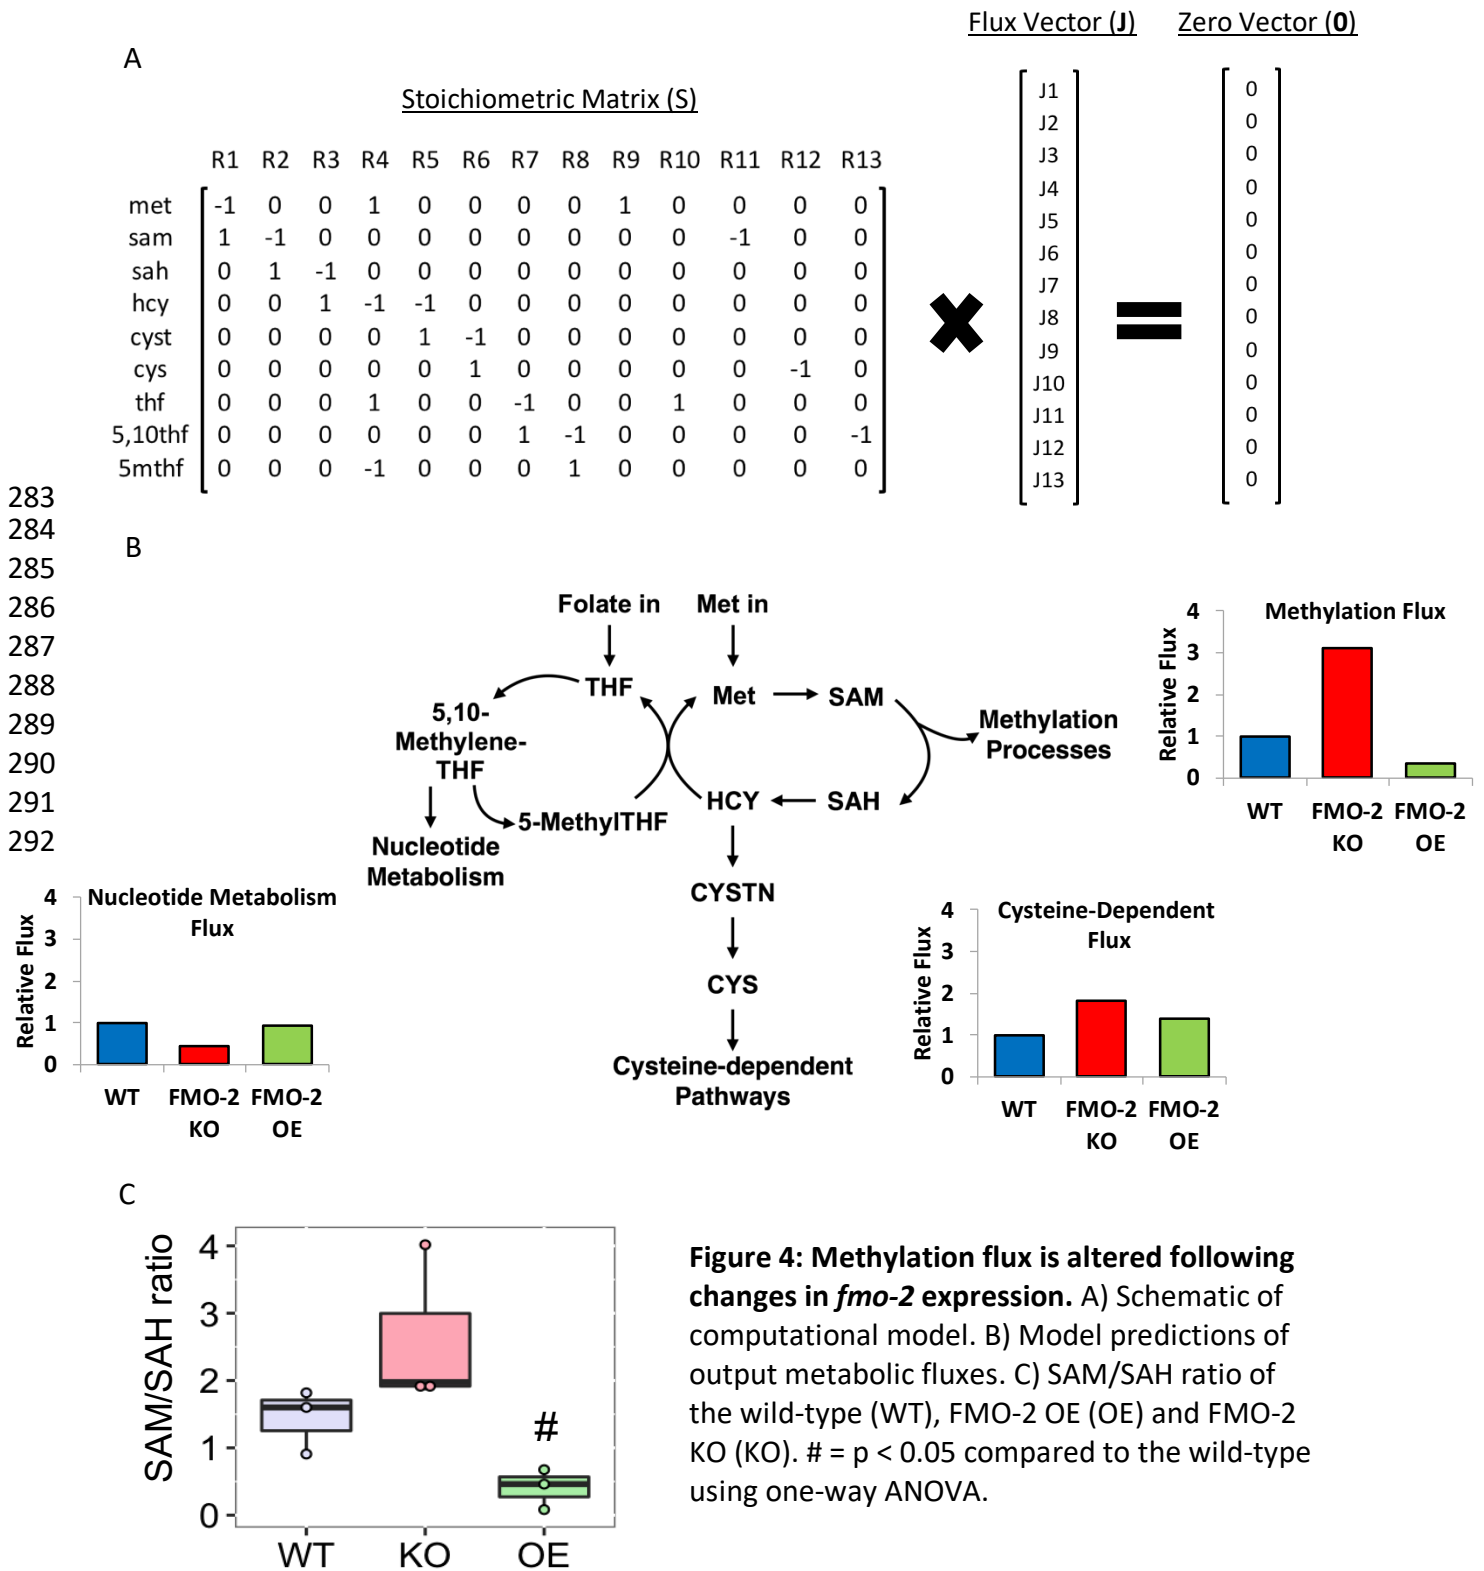 Flux Vector (J) Zero Vector (0)
A
Stoichiometric Matrix (S)
R1 R2 R3 R4 R5 R6 R7 R8 R9 R10 R11 R12 R13
met -1 0 0 1 0 0 0 0 1 0 0 0 0
sam 1 -1 0 0 0 0 0 0 0 0 -1 0 0
sah 0 1 -1 0 0 0 0 0 0 0 0 0 0
hcy 0 0 1 -1 -1 0 0 0 0 0 0 0 0
cyst 0 0 0 0 1 -1 0 0 0 0 0 0 0
cys 0 0 0 0 0 1 0 0 0 0 0 -1 0
thf 0 0 0 1 0 0 -1 0 0 1 0 0 0
5,10thf 0 0 0 0 0 0 1 -1 0 0 0 0 -1
5mthf 0 0 0 -1 0 0 0 1 0 0 0 0 0
J1
J2
J3
J4
J5
J6
J7
J8
J9
J10
J11
J12
J13
0
0
0
0
0
0
0
0
0
0
0
0
0
283
284
285
286
287
288
289
290
291
292
B
Folate in
Met in
THF
Met
SAM
5,10-
Methylene-
THF
Methylation
Processes
HCY
SAH
5-MethylTHF
Nucleotide
Metabolism
CYSTN
CYS
Cysteine-dependent
Pathways
Methylation Flux
Relative Flux
4
3
2
1
0
WT FMO-2 FMO-2
KO OE
Nucleotide Metabolism
Flux
Relative Flux
4
3
2
1
0
WT FMO-2 FMO-2
KO OE
Cysteine-Dependent
Flux
Relative Flux
4
3
2
1
0
WT FMO-2 FMO-2
KO OE
C
SAM/SAH ratio
4
3
2
1
0
#
WT KO OE
Figure 4: Methylation flux is altered following
changes in fmo-2 expression. A) Schematic of
computational model. B) Model predictions of
output metabolic fluxes. C) SAM/SAH ratio of
the wild-type (WT), FMO-2 OE (OE) and FMO-2
KO (KO). # = p < 0.05 compared to the wild-type
using one-way ANOVA.